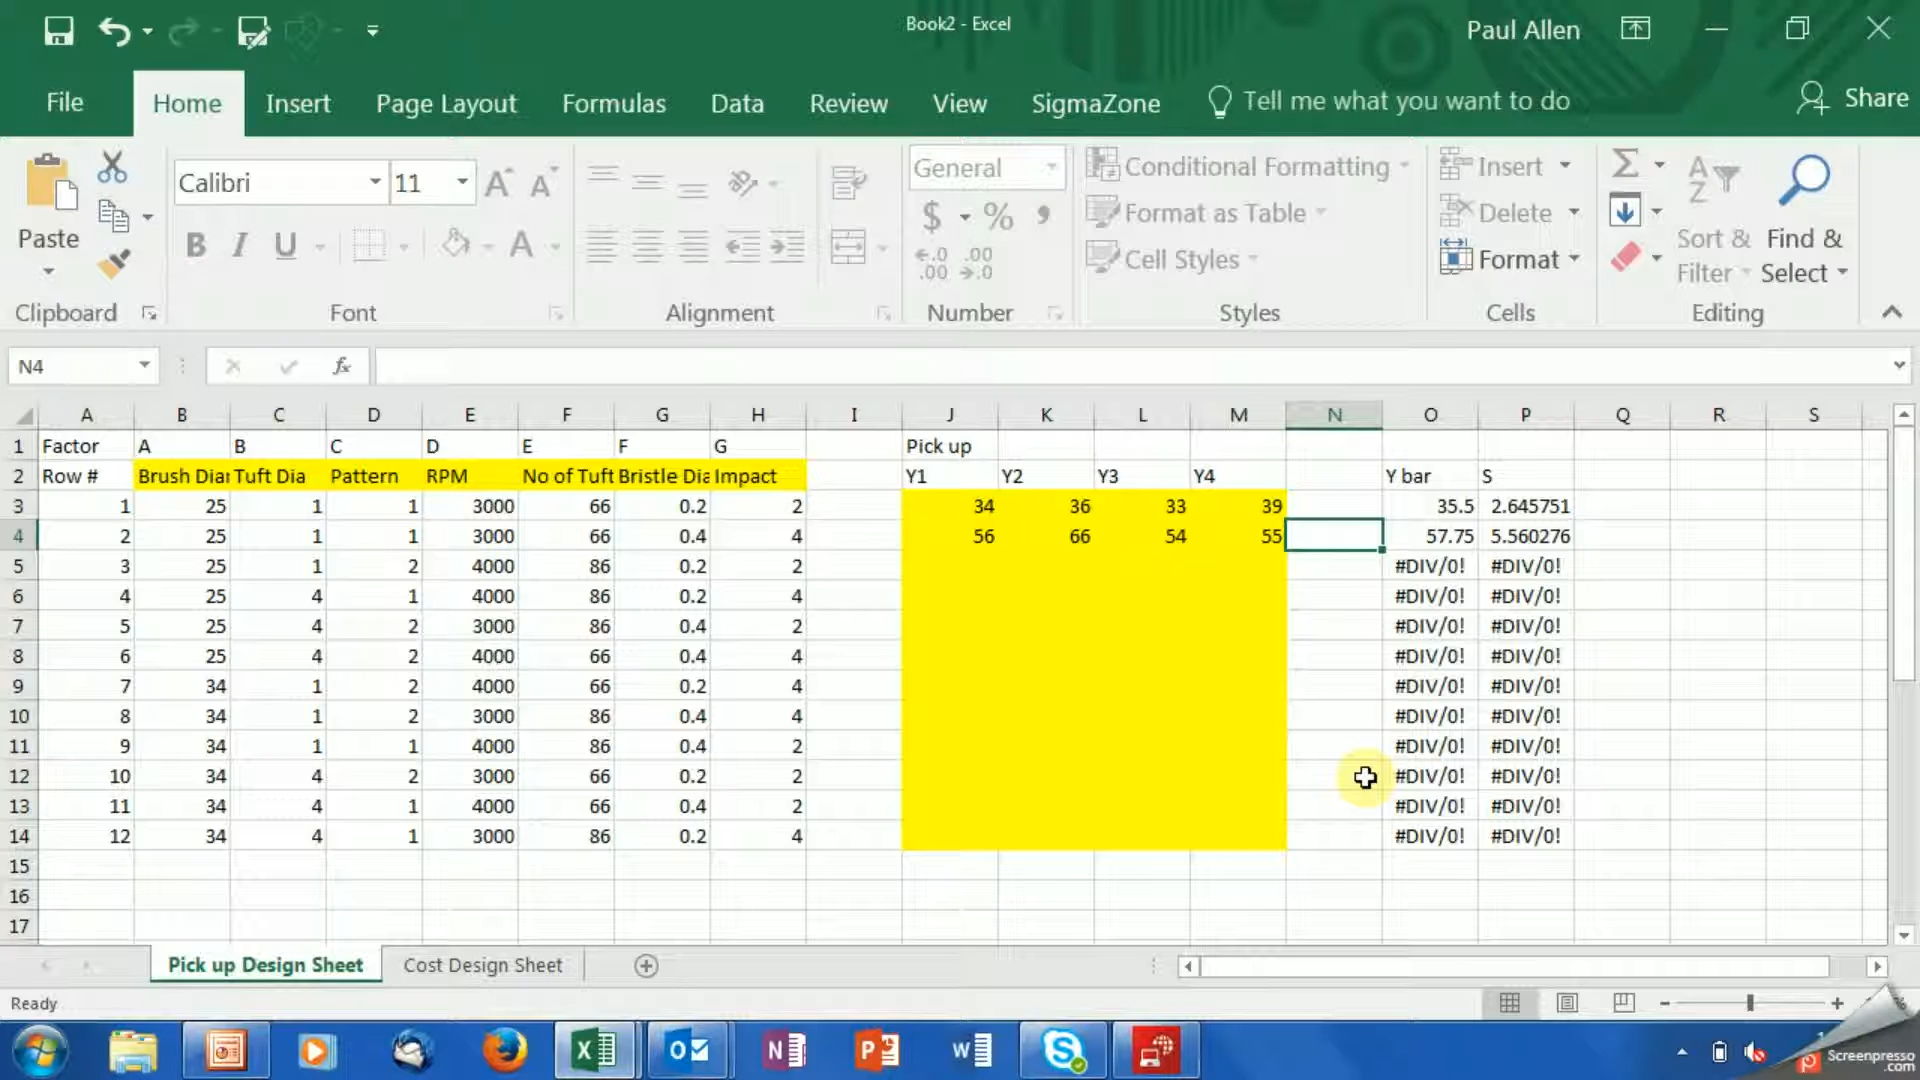 Book2 - Excel
Paul Allen
File Home Insert Page Layout Formulas Data Review View SigmaZone Tell me what you want to do Share
Paste
Calibri 11
General
Conditional Formatting
Format as Table
Cell Styles
Insert
Delete
Format
Sort & Filter
Find & Select
B I U
$ % ,
Clipboard Font Alignment Number Styles Cells Editing
N4 fx
A B C D E F G H I J K L M N O P Q R S
1 Factor A B C D E F G Pick up
2 Row # Brush Diar Tuft Dia Pattern RPM No of Tuft Bristle Dia Impact Y1 Y2 Y3 Y4 Y bar S
3 1 25 1 1 3000 66 0.2 2 34 36 33 39 35.5 2.645751
4 2 25 1 1 3000 66 0.4 4 56 66 54 55 57.75 5.560276
5 3 25 1 2 4000 86 0.2 2 #DIV/0! #DIV/0!
6 4 25 4 1 4000 86 0.2 4 #DIV/0! #DIV/0!
7 5 25 4 2 3000 86 0.4 2 #DIV/0! #DIV/0!
8 6 25 4 2 4000 66 0.4 4 #DIV/0! #DIV/0!
9 7 34 1 2 4000 66 0.2 4 #DIV/0! #DIV/0!
10 8 34 1 2 3000 86 0.4 4 #DIV/0! #DIV/0!
11 9 34 1 1 4000 86 0.4 2 #DIV/0! #DIV/0!
12 10 34 4 2 3000 66 0.2 2 #DIV/0! #DIV/0!
13 11 34 4 1 4000 66 0.4 2 #DIV/0! #DIV/0!
14 12 34 4 1 3000 86 0.2 4 #DIV/0! #DIV/0!
15
16
17
Pick up Design Sheet Cost Design Sheet
Ready
Screenpresso
.com